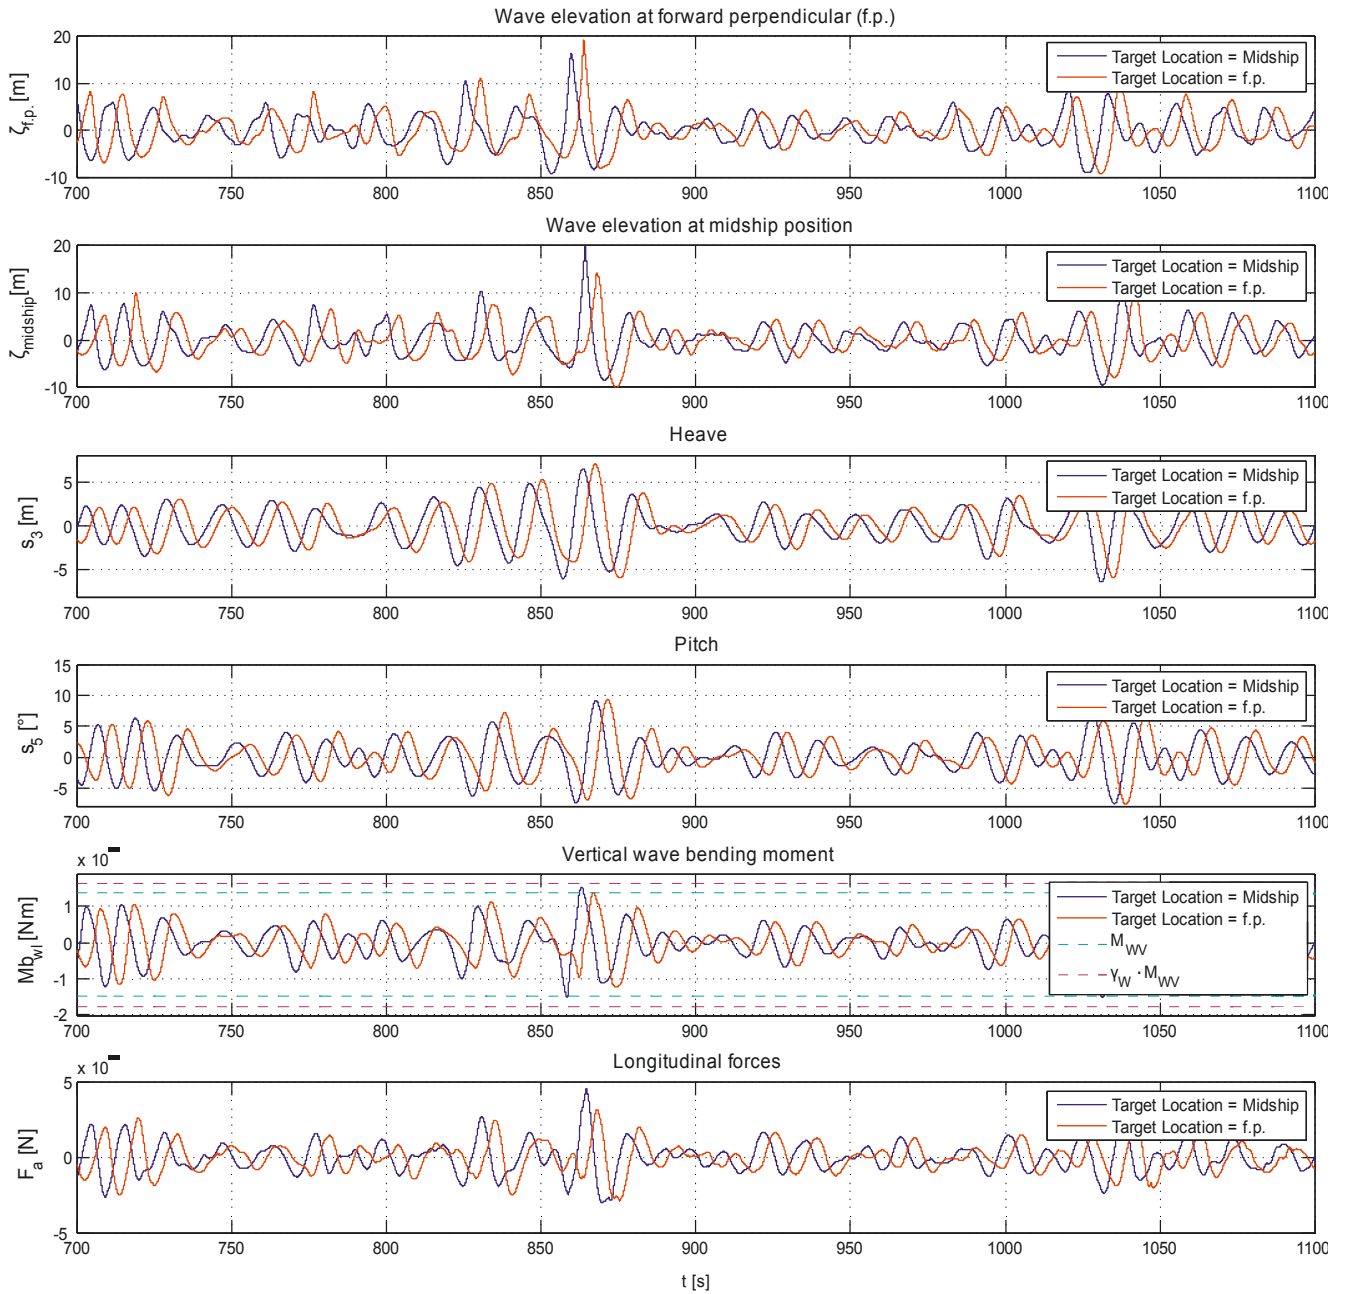 Wave elevation at forward perpendicular (f.p.)
20
10
0
-10
ζf.p. [m]
Target Location = Midship
Target Location = f.p.
700 750 800 850 900 950 1000 1050 1100
Wave elevation at midship position
20
10
0
-10
ζmidship [m]
Target Location = Midship
Target Location = f.p.
700 750 800 850 900 950 1000 1050 1100
Heave
5
0
-5
s3 [m]
Target Location = Midship
Target Location = f.p.
700 750 800 850 900 950 1000 1050 1100
Pitch
15
10
5
0
-5
s5 [°]
Target Location = Midship
Target Location = f.p.
700 750 800 850 900 950 1000 1050 1100
x 10
Vertical wave bending moment
1
0
-1
-2
Mbwl [Nm]
Target Location = Midship
Target Location = f.p.
MWV
γW · MWV
700 750 800 850 900 950 1000 1050 1100
x 10
Longitudinal forces
5
0
-5
Fa [N]
Target Location = Midship
Target Location = f.p.
700 750 800 850 900 950 1000 1050 1100
t [s]